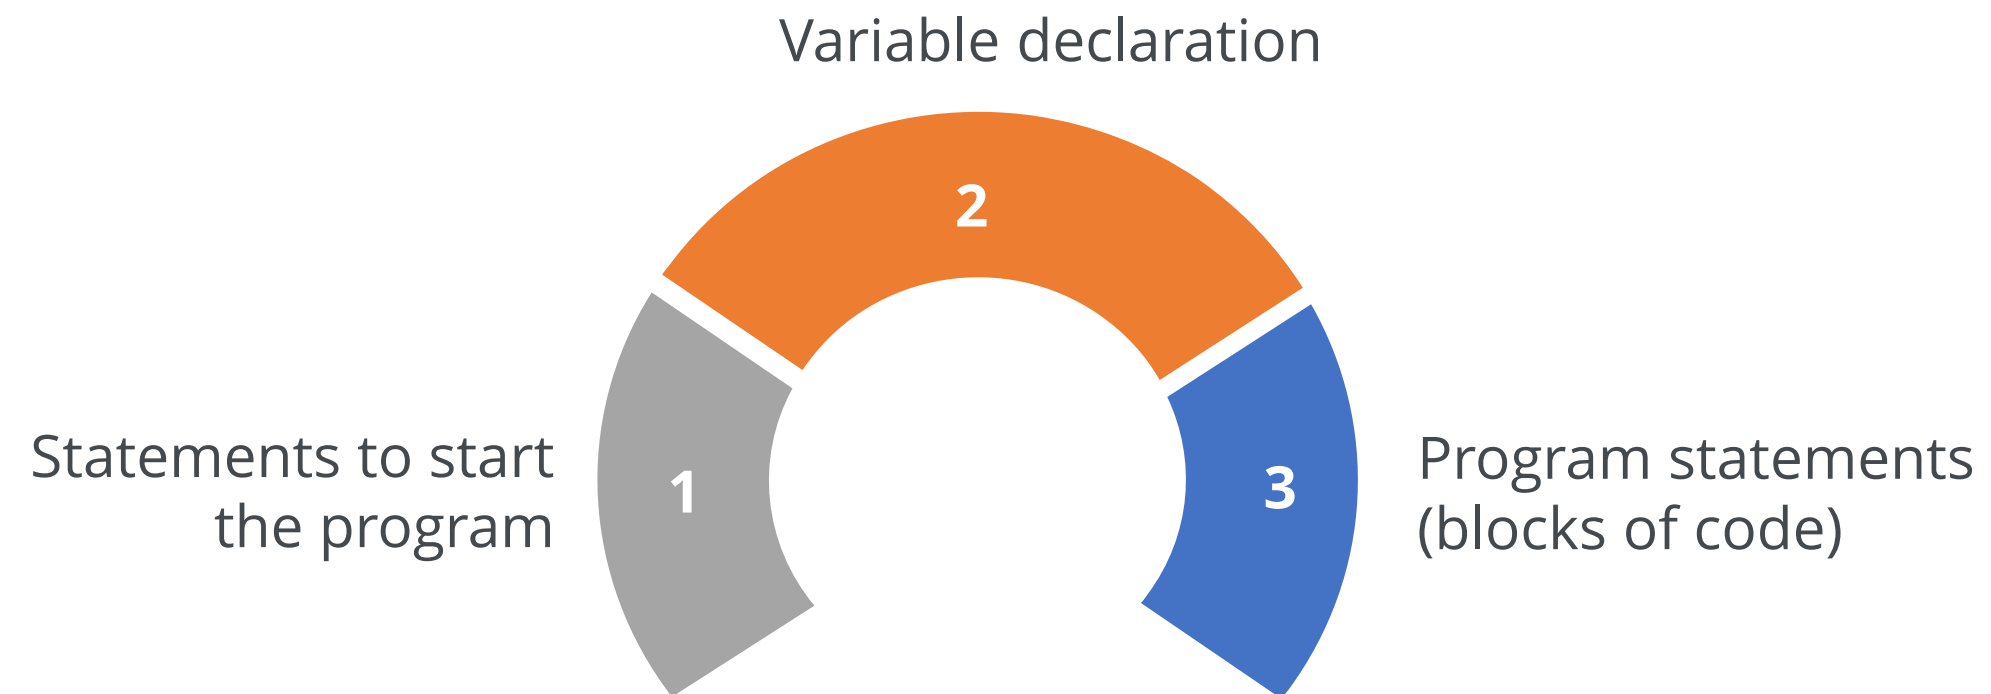 Variable declaration
2
Statements to start
the program
1
3
Program statements
(blocks of code)